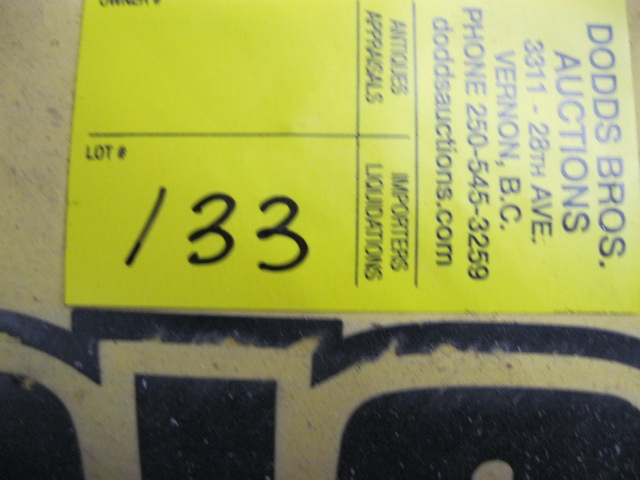 DODDS BROS.
AUCTIONS
3311 - 28TH AVE.
VERNON, B.C.
PHONE 250-545-3259
doddsauctions.com
ANTIQUES
APPRAISALS
IMPORTERS
LIQUIDATIONS
OWNER #
LOT #
133